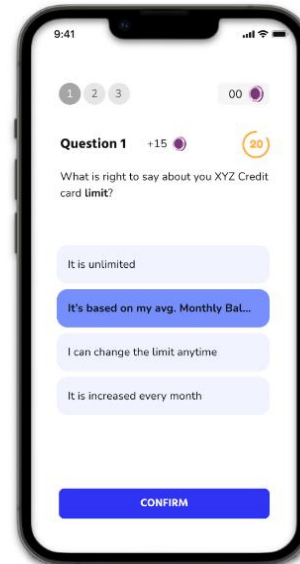 9:41
1 2 3 00
Question 1 +15 20
What is right to say about you XYZ Credit
card limit?
It is unlimited
It's based on my avg. Monthly Bal...
I can change the limit anytime
It is increased every month
CONFIRM